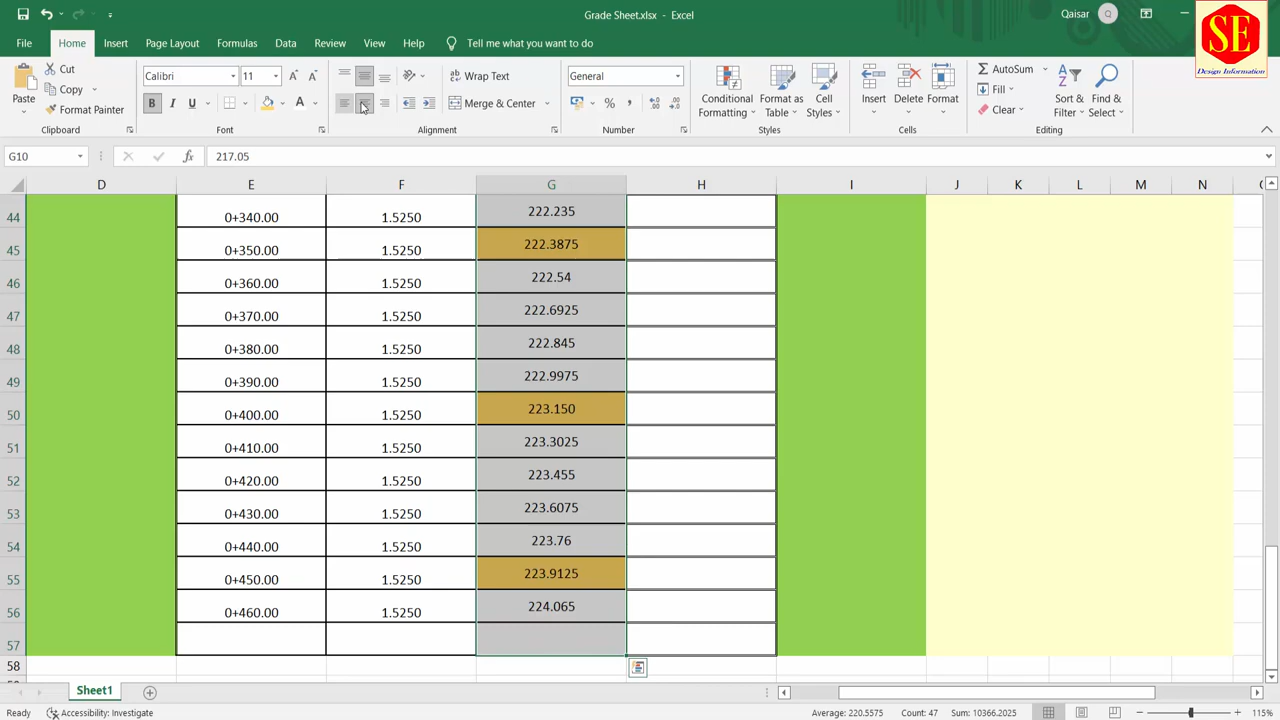 Grade Sheet.xlsx - Excel
Qaisar Q
SE
Design Information
File Home Insert Page Layout Formulas Data Review View Help Tell me what you want to do
Paste Cut Copy Format Painter
Calibri 11
B I U A
Wrap Text
Merge & Center
General
%
Conditional Formatting
Format as Table
Cell Styles
Insert Delete Format
AutoSum
Fill
Clear
Sort & Filter
Find & Select
Clipboard Font Alignment Number Styles Cells Editing
G10 fx 217.05
D E F G H I J K L M N
44 0+340.00 1.5250 222.235
45 0+350.00 1.5250 222.3875
46 0+360.00 1.5250 222.54
47 0+370.00 1.5250 222.6925
48 0+380.00 1.5250 222.845
49 0+390.00 1.5250 222.9975
50 0+400.00 1.5250 223.150
51 0+410.00 1.5250 223.3025
52 0+420.00 1.5250 223.455
53 0+430.00 1.5250 223.6075
54 0+440.00 1.5250 223.76
55 0+450.00 1.5250 223.9125
56 0+460.00 1.5250 224.065
57
58
Sheet1
Ready Accessibility: Investigate Average: 220.5575 Count: 47 Sum: 10366.2025 115%